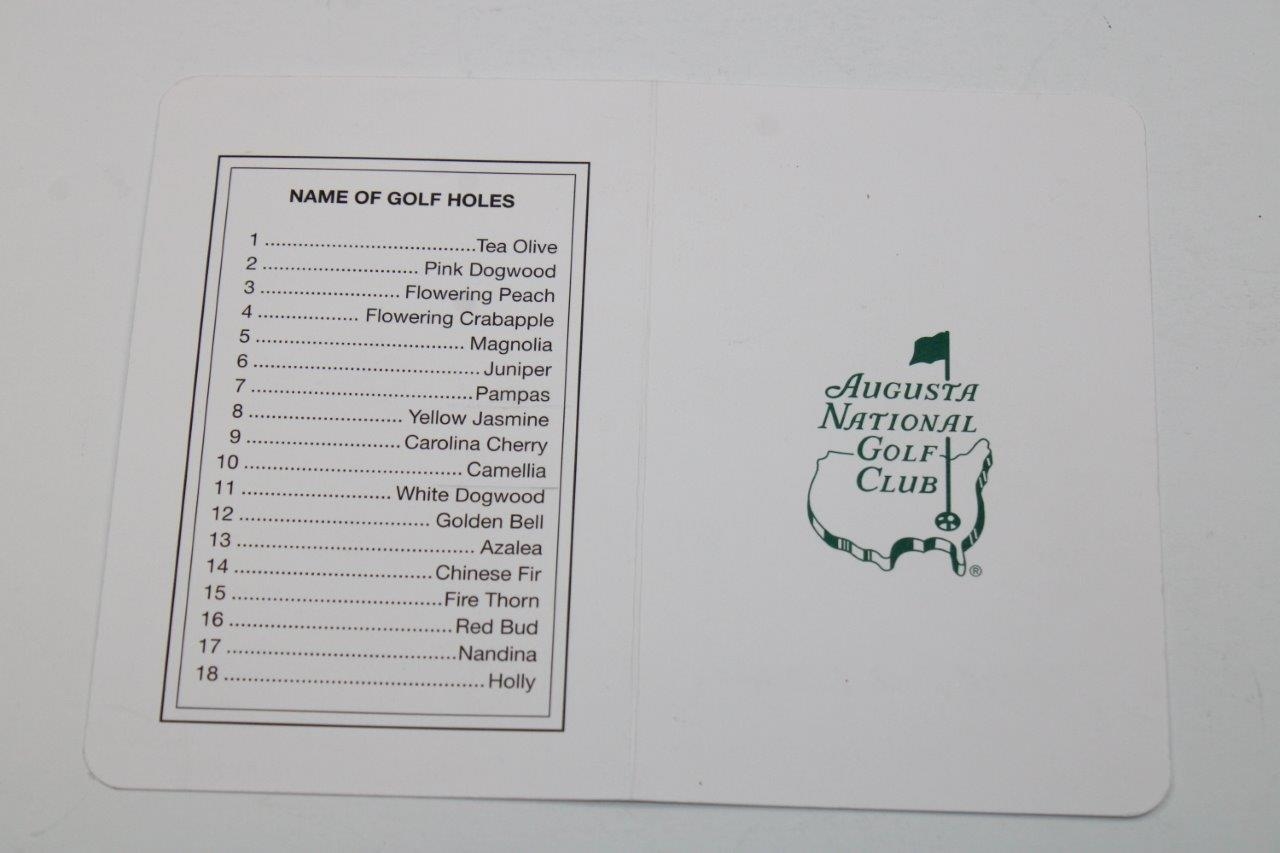 NAME OF GOLF HOLES
1 ....................................Tea Olive
2 ........................... Pink Dogwood
3 ........................ Flowering Peach
4 ................. Flowering Crabapple
5 .................................... Magnolia
6 .......................................Juniper
7 ......................................Pampas
8 ........................... Yellow Jasmine
9 ...........................Carolina Cherry
10 ..................................... Camellia
11 .......................... White Dogwood
12 ................................. Golden Bell
13 ......................................... Azalea
14 ..................................Chinese Fir
15 ....................................Fire Thorn
16 ......................................Red Bud
17 .......................................Nandina
18 ............................................Holly
AUGUSTA
NATIONAL
GOLF
CLUB
®